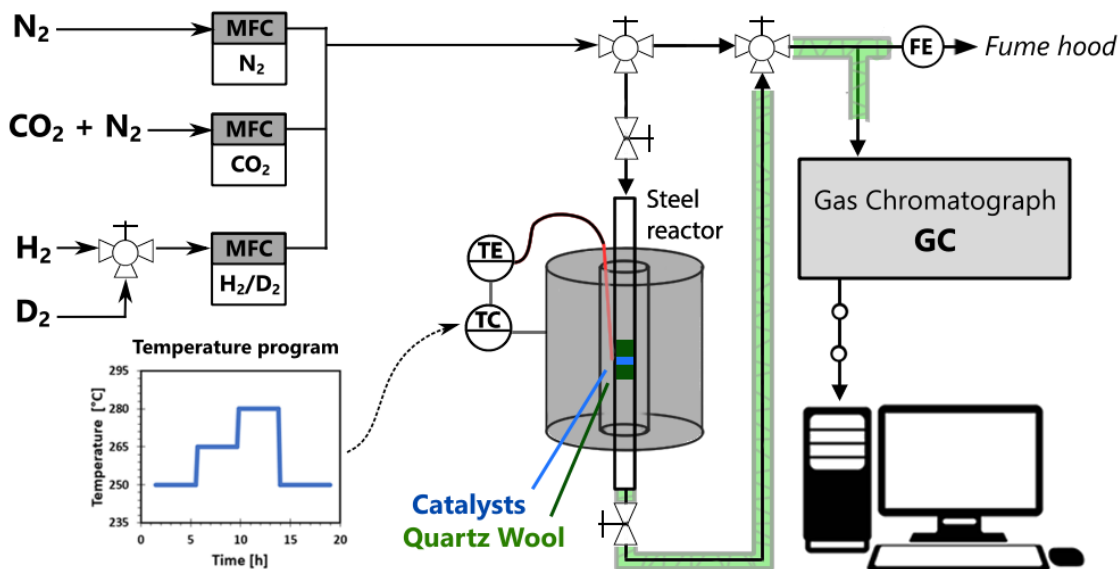 N₂
MFC
N₂
CO₂ + N₂
MFC
CO₂
H₂
D₂
MFC
H₂/D₂
FE
Fume hood
Gas Chromatograph
GC
Steel
reactor
TE
TC
Temperature program
Temperature [°C]
295
280
265
250
235
0
5
10
15
20
Time [h]
Catalysts
Quartz Wool